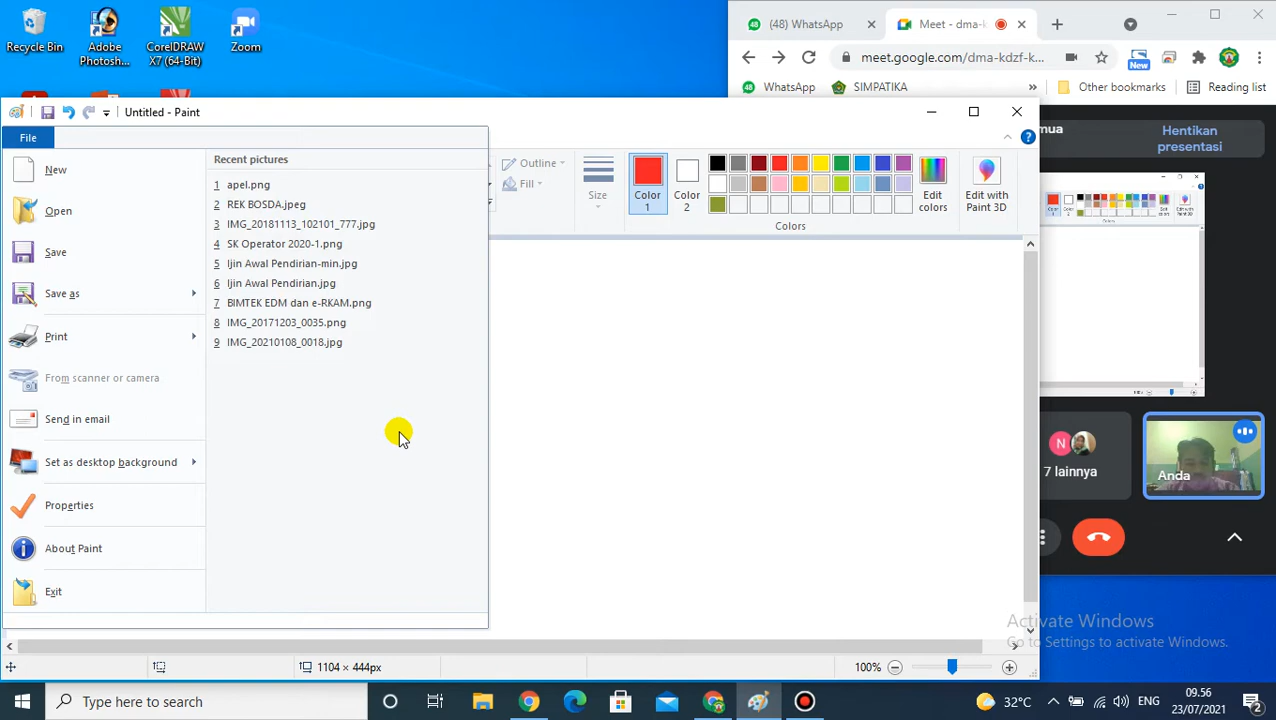 Recycle Bin
Adobe
Photosh...
CorelDRAW
X7 (64-Bit)
Zoom
(48) WhatsApp
Meet - dma-k
meet.google.com/dma-kdzf-k...
New
48 WhatsApp
SIMPATIKA
»
Other bookmarks
Reading list
Untitled - Paint
mua
Hentikan
presentasi
File
Recent pictures
New
Open
Save
Save as
Print
From scanner or camera
Send in email
Set as desktop background
Properties
About Paint
Exit
1 apel.png
2 REK BOSDA.jpeg
3 IMG_20181113_102101_777.jpg
4 SK Operator 2020-1.png
5 Ijin Awal Pendirian-min.jpg
6 Ijin Awal Pendirian.jpg
7 BIMTEK EDM dan e-RKAM.png
8 IMG_20171203_0035.png
9 IMG_20210108_0018.jpg
Outline
Fill
Size
Color
1
Color
2
Edit
colors
Edit with
Paint 3D
Colors
N
7 lainnya
Anda
Activate Windows
Go to Settings to activate Windows.
1104 × 444px
100%
Type here to search
32°C
ENG
09.56
23/07/2021
2